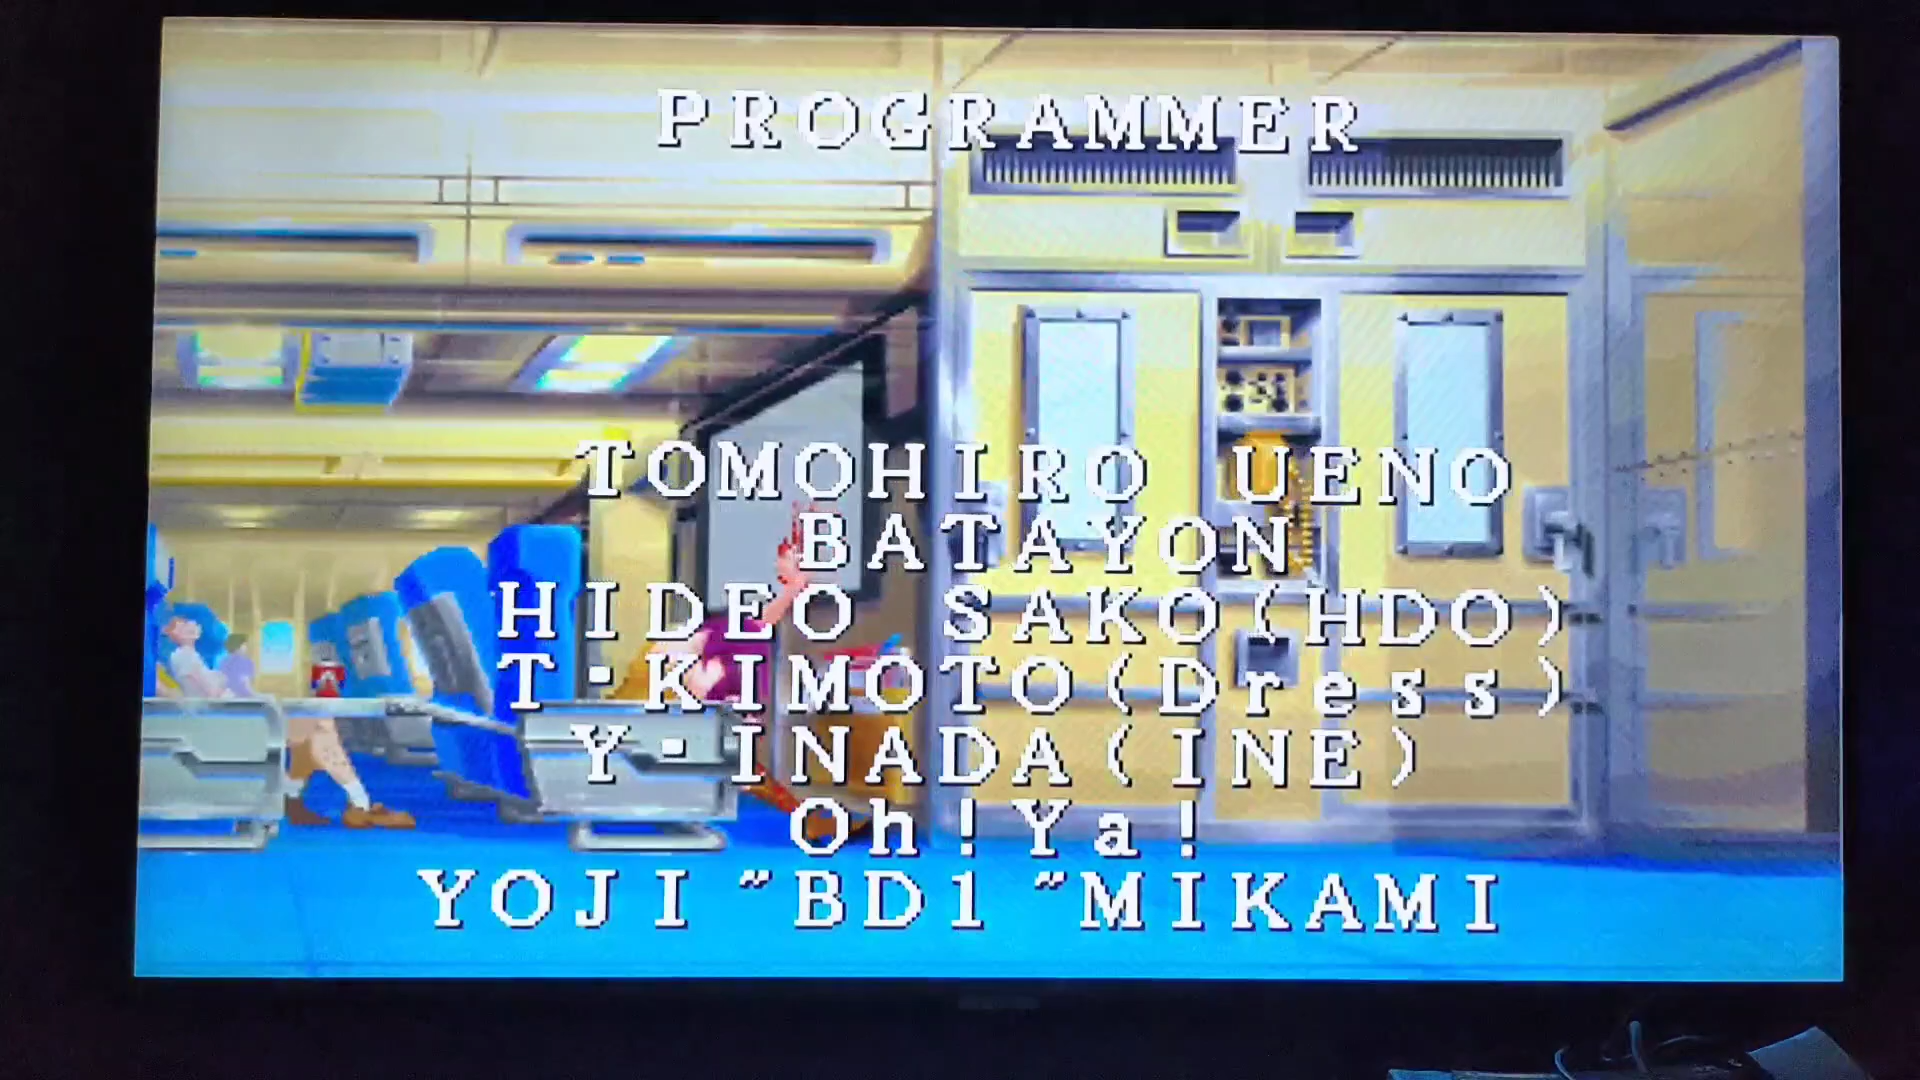 PROGRAMMER
TOMOHIRO UENO
BATAYON
HIDEO SAKO(HDO)
T・KIMOTO(Dress)
Y・INADA(INE)
Oh!Ya!
YOJI "BD1 "MIKAMI